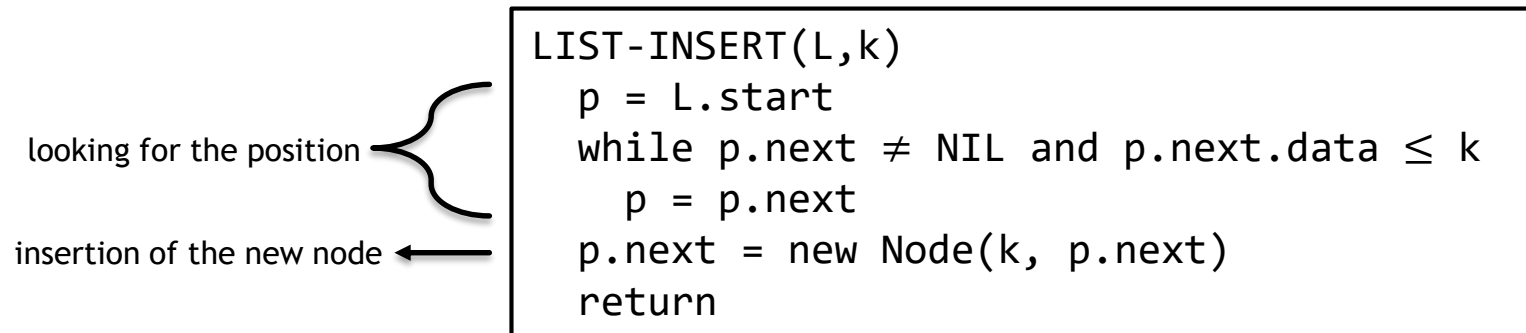 LIST-INSERT(L,k)
p = L.start
looking for the position
while p.next ≠ NIL and p.next.data ≤ k
p = p.next
insertion of the new node
p.next = new Node(k, p.next)
return